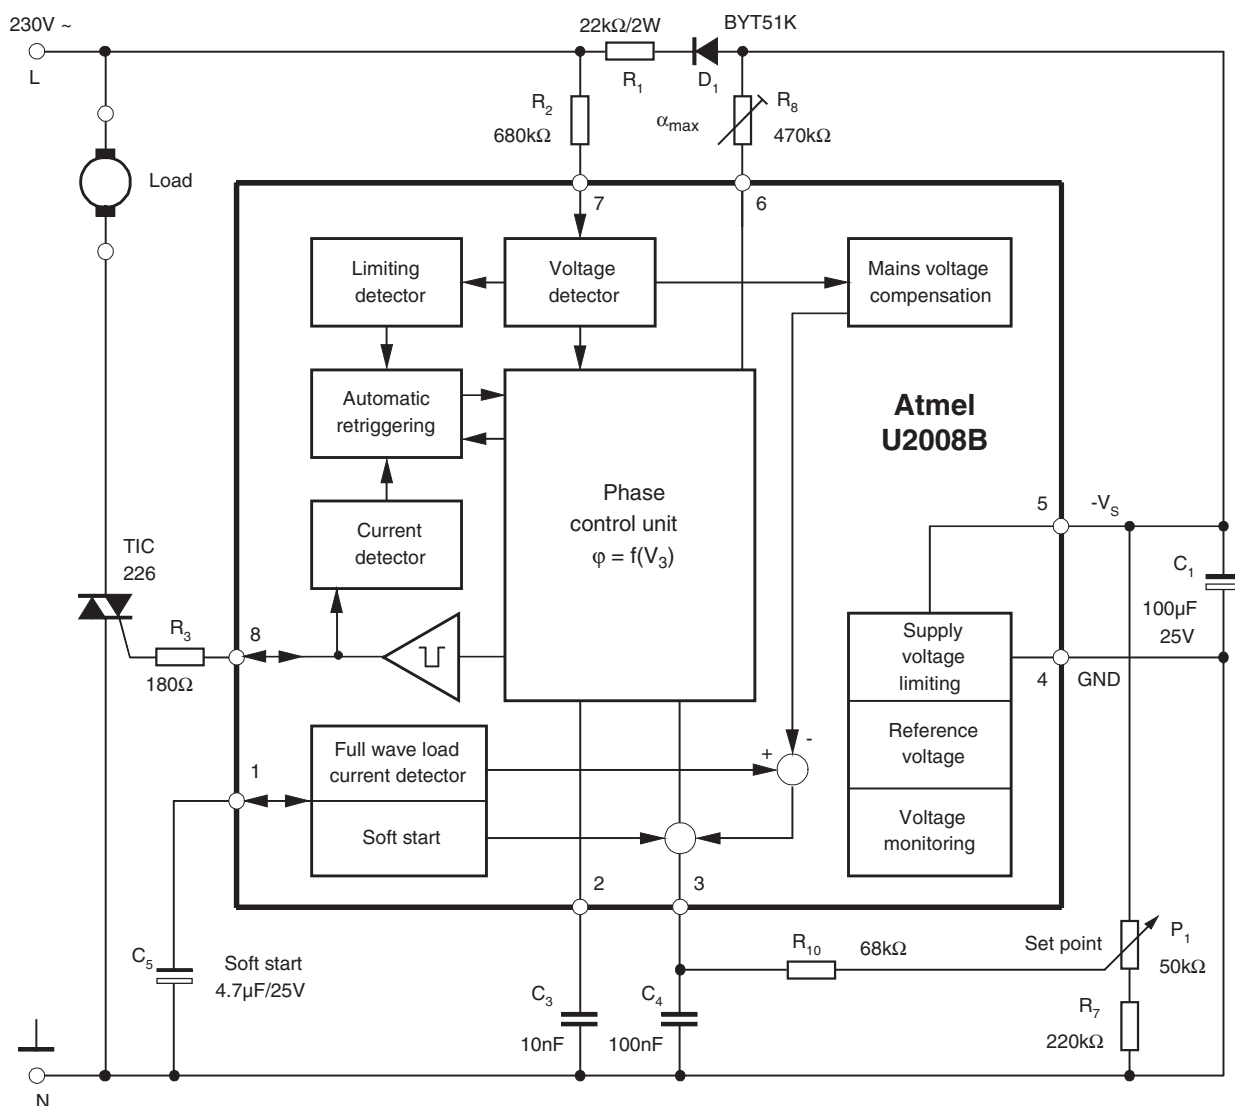 230V ~
22kΩ/2W
BYT51K
L
R1
D1
R2
680kΩ
αmax
R8
470kΩ
Load
7
6
Limiting
detector
Voltage
detector
Mains voltage
compensation
Automatic
retriggering
Atmel
U2008B
Phase
control unit
φ = f(V3)
Current
detector
5
-VS
TIC
226
C1
100µF
25V
R3
180Ω
8
Supply
voltage
limiting
4
GND
Reference
voltage
Voltage
monitoring
Full wave load
current detector
Soft start
+
-
1
2
3
C5
Soft start
4.7µF/25V
R10
68kΩ
Set point
P1
50kΩ
C3
10nF
C4
100nF
R7
220kΩ
N